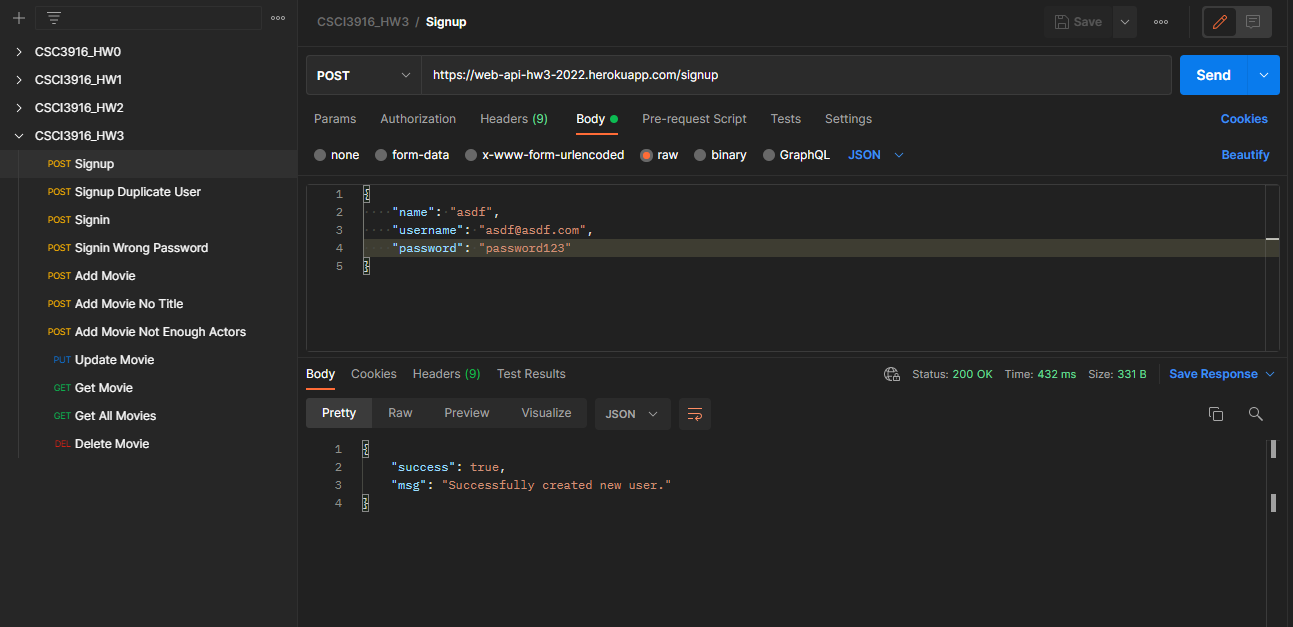 CSC3916_HW0
CSCI3916_HW1
CSCI3916_HW2
CSCI3916_HW3
POST Signup
POST Signup Duplicate User
POST Signin
POST Signin Wrong Password
POST Add Movie
POST Add Movie No Title
POST Add Movie Not Enough Actors
PUT Update Movie
GET Get Movie
GET Get All Movies
DEL Delete Movie
CSCI3916_HW3 / Signup
Save
POST https://web-api-hw3-2022.herokuapp.com/signup Send
Params Authorization Headers (9) Body Pre-request Script Tests Settings Cookies
none form-data x-www-form-urlencoded raw binary GraphQL JSON Beautify
1 {
2 ····"name":·"asdf",
3 ····"username":·"asdf@asdf.com",
4 ····"password":·"password123"
5 }
Body Cookies Headers (9) Test Results Status: 200 OK Time: 432 ms Size: 331 B Save Response
Pretty Raw Preview Visualize JSON
1 {
2 "success": true,
3 "msg": "Successfully created new user."
4 }